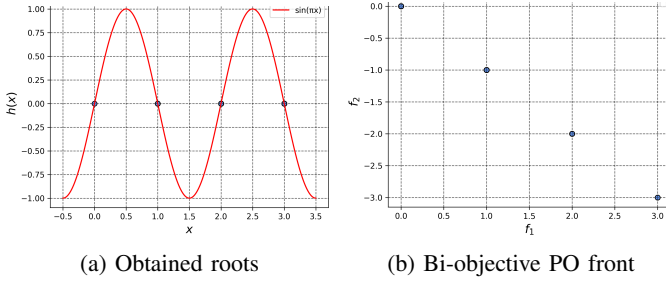 1.00
0.75
0.50
0.25
0.00
−0.25
−0.50
−0.75
−1.00
h(x)
sin(πx)
−0.5 0.0 0.5 1.0 1.5 2.0 2.5 3.0 3.5
x
(a) Obtained roots
0.0
−0.5
−1.0
−1.5
−2.0
−2.5
−3.0
f₂
0.0 0.5 1.0 1.5 2.0 2.5 3.0
f₁
(b) Bi-objective PO front